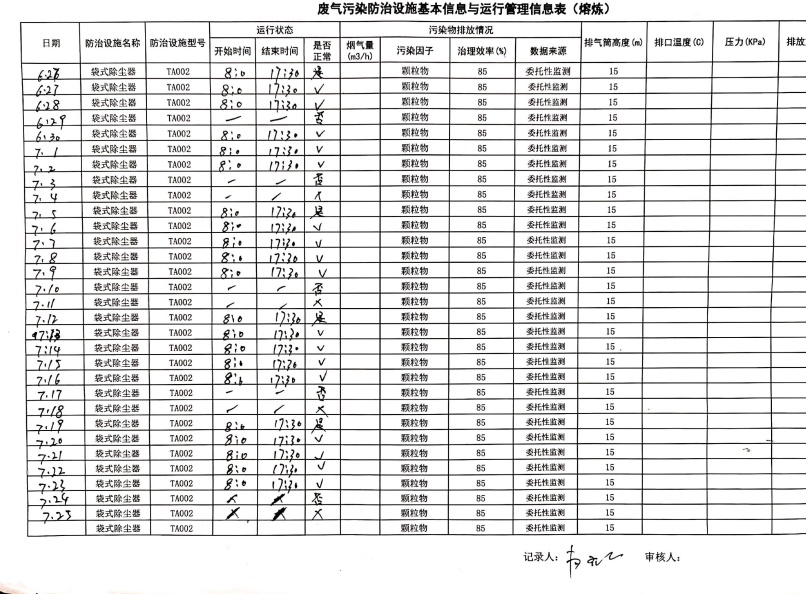 废气污染防治设施基本信息与运行管理信息表（熔炼）
日期 防治设施名称 防治设施型号 运行状态 污染物排放情况 排气筒高度(m) 排口温度(C) 压力(KPa) 排放
开始时间 结束时间 是否正常 烟气量(m3/h) 污染因子 治理效率(%) 数据来源
6.26 袋式除尘器 TA002 8:0 17:30 是 颗粒物 85 委托性监测 15
6.27 袋式除尘器 TA002 8:0 17:30 ✓ 颗粒物 85 委托性监测 15
6.28 袋式除尘器 TA002 8:0 17:30 ✓ 颗粒物 85 委托性监测 15
6.29 袋式除尘器 TA002 — — 否 颗粒物 85 委托性监测 15
6.30 袋式除尘器 TA002 8:0 17:30 ✓ 颗粒物 85 委托性监测 15
7.1 袋式除尘器 TA002 8:0 17:30 ✓ 颗粒物 85 委托性监测 15
7.2 袋式除尘器 TA002 8:0 17:30 ✓ 颗粒物 85 委托性监测 15
7.3 袋式除尘器 TA002 — — 否 颗粒物 85 委托性监测 15
7.4 袋式除尘器 TA002 — — × 颗粒物 85 委托性监测 15
7.5 袋式除尘器 TA002 8:0 17:30 是 颗粒物 85 委托性监测 15
7.6 袋式除尘器 TA002 8:0 17:30 ✓ 颗粒物 85 委托性监测 15
7.7 袋式除尘器 TA002 8:0 17:30 ✓ 颗粒物 85 委托性监测 15
7.8 袋式除尘器 TA002 8:0 17:30 ✓ 颗粒物 85 委托性监测 15
7.9 袋式除尘器 TA002 8:0 17:30 ✓ 颗粒物 85 委托性监测 15
7.10 袋式除尘器 TA002 — — 否 颗粒物 85 委托性监测 15
7.11 袋式除尘器 TA002 — — × 颗粒物 85 委托性监测 15
7.12 袋式除尘器 TA002 8:0 17:30 是 颗粒物 85 委托性监测 15
7.13 袋式除尘器 TA002 8:0 17:30 ✓ 颗粒物 85 委托性监测 15
7.14 袋式除尘器 TA002 8:0 17:30 ✓ 颗粒物 85 委托性监测 15
7.15 袋式除尘器 TA002 8:0 17:30 ✓ 颗粒物 85 委托性监测 15
7.16 袋式除尘器 TA002 8:0 17:30 ✓ 颗粒物 85 委托性监测 15
7.17 袋式除尘器 TA002 — — 否 颗粒物 85 委托性监测 15
7.18 袋式除尘器 TA002 — — × 颗粒物 85 委托性监测 15
7.19 袋式除尘器 TA002 8:0 17:30 是 颗粒物 85 委托性监测 15
7.20 袋式除尘器 TA002 8:0 17:30 ✓ 颗粒物 85 委托性监测 15
7.21 袋式除尘器 TA002 8:0 17:30 ✓ 颗粒物 85 委托性监测 15
7.22 袋式除尘器 TA002 8:0 17:30 ✓ 颗粒物 85 委托性监测 15
7.23 袋式除尘器 TA002 8:0 17:30 ✓ 颗粒物 85 委托性监测 15
7.24 袋式除尘器 TA002 × × 否 颗粒物 85 委托性监测 15
7.25 袋式除尘器 TA002 × × × 颗粒物 85 委托性监测 15
袋式除尘器 TA002 颗粒物 85 委托性监测 15
记录人： 审核人：